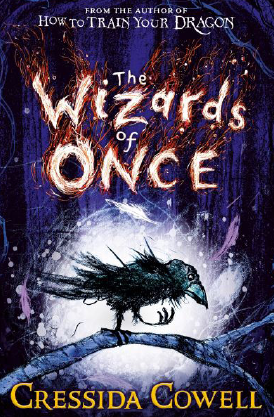 FROM THE AUTHOR OF
HOW TO TRAIN YOUR DRAGON
The
Wizards
of
ONCE
CRESSIDA COWELL